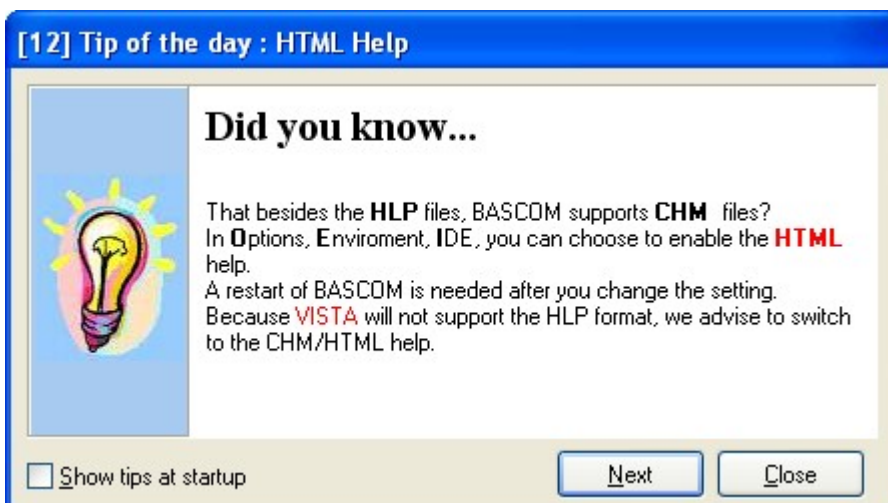 [12] Tip of the day : HTML Help
Did you know...
That besides the HLP files, BASCOM supports CHM files?
In Options, Enviroment, IDE, you can choose to enable the HTML
help.
A restart of BASCOM is needed after you change the setting.
Because VISTA will not support the HLP format, we advise to switch
to the CHM/HTML help.
Show tips at startup
Next
Close